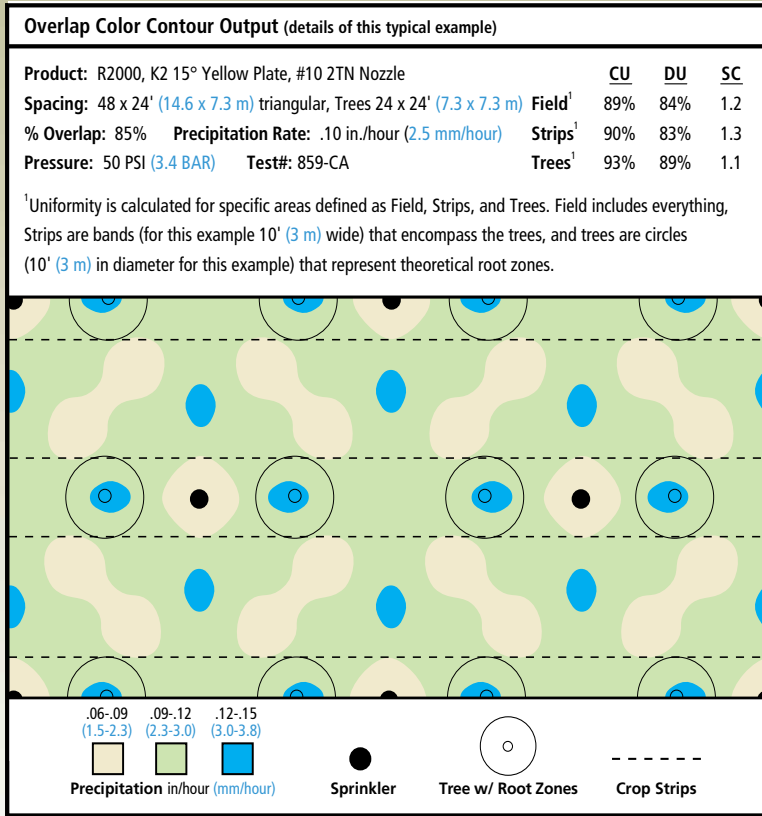 Overlap Color Contour Output (details of this typical example)
Product: R2000, K2 15° Yellow Plate, #10 2TN Nozzle CU DU SC
Spacing: 48 x 24' (14.6 x 7.3 m) triangular, Trees 24 x 24' (7.3 x 7.3 m) Field¹ 89% 84% 1.2
% Overlap: 85% Precipitation Rate: .10 in./hour (2.5 mm/hour) Strips¹ 90% 83% 1.3
Pressure: 50 PSI (3.4 BAR) Test#: 859-CA Trees¹ 93% 89% 1.1
¹Uniformity is calculated for specific areas defined as Field, Strips, and Trees. Field includes everything,
Strips are bands (for this example 10' (3 m) wide) that encompass the trees, and trees are circles
(10' (3 m) in diameter for this example) that represent theoretical root zones.
.06-.09 .09-.12 .12-.15
(1.5-2.3) (2.3-3.0) (3.0-3.8)
Precipitation in/hour (mm/hour) Sprinkler Tree w/ Root Zones Crop Strips